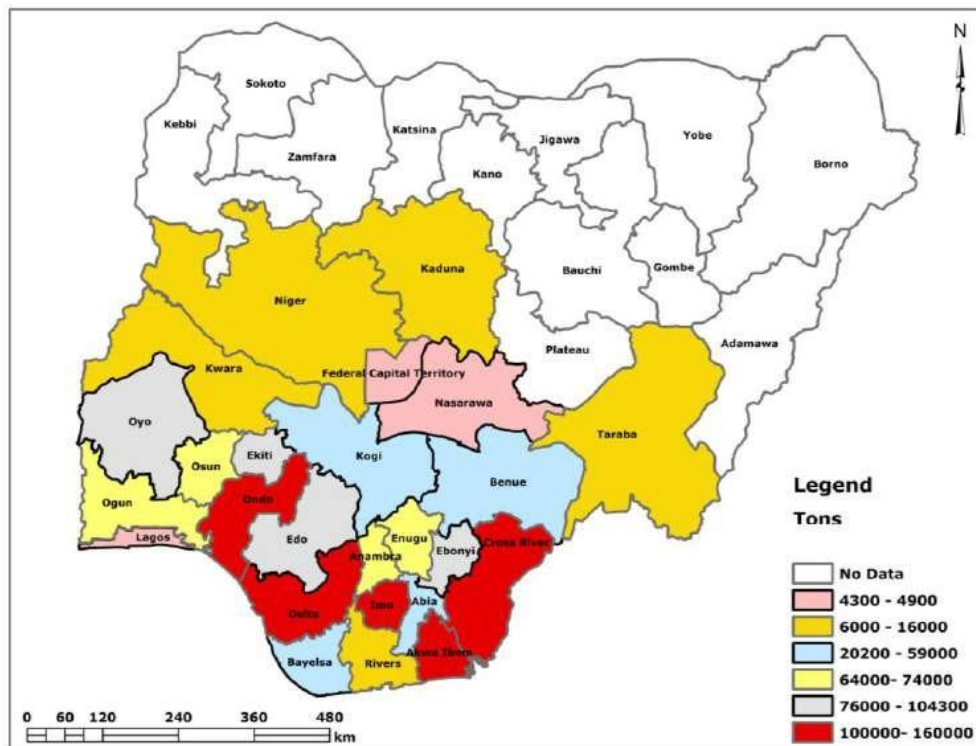 N
Sokoto
Kebbi
Katsina
Jigawa
Yobe
Zamfara
Kano
Borno
Kaduna
Bauchi
Gombe
Niger
Plateau
Adamawa
Kwara
Federal Capital Territory
Nasarawa
Taraba
Oyo
Ekiti
Kogi
Osun
Benue
Ogun
Ondo
Lagos
Edo
Enugu
Anambra
Ebonyi
Cross River
Delta
Imo
Abia
Akwa Ibom
Bayelsa
Rivers
Legend
Tons
No Data
4300 - 4900
6000 - 16000
20200 - 59000
64000- 74000
76000 - 104300
100000- 160000
0 30 60 120 240 360 480
km